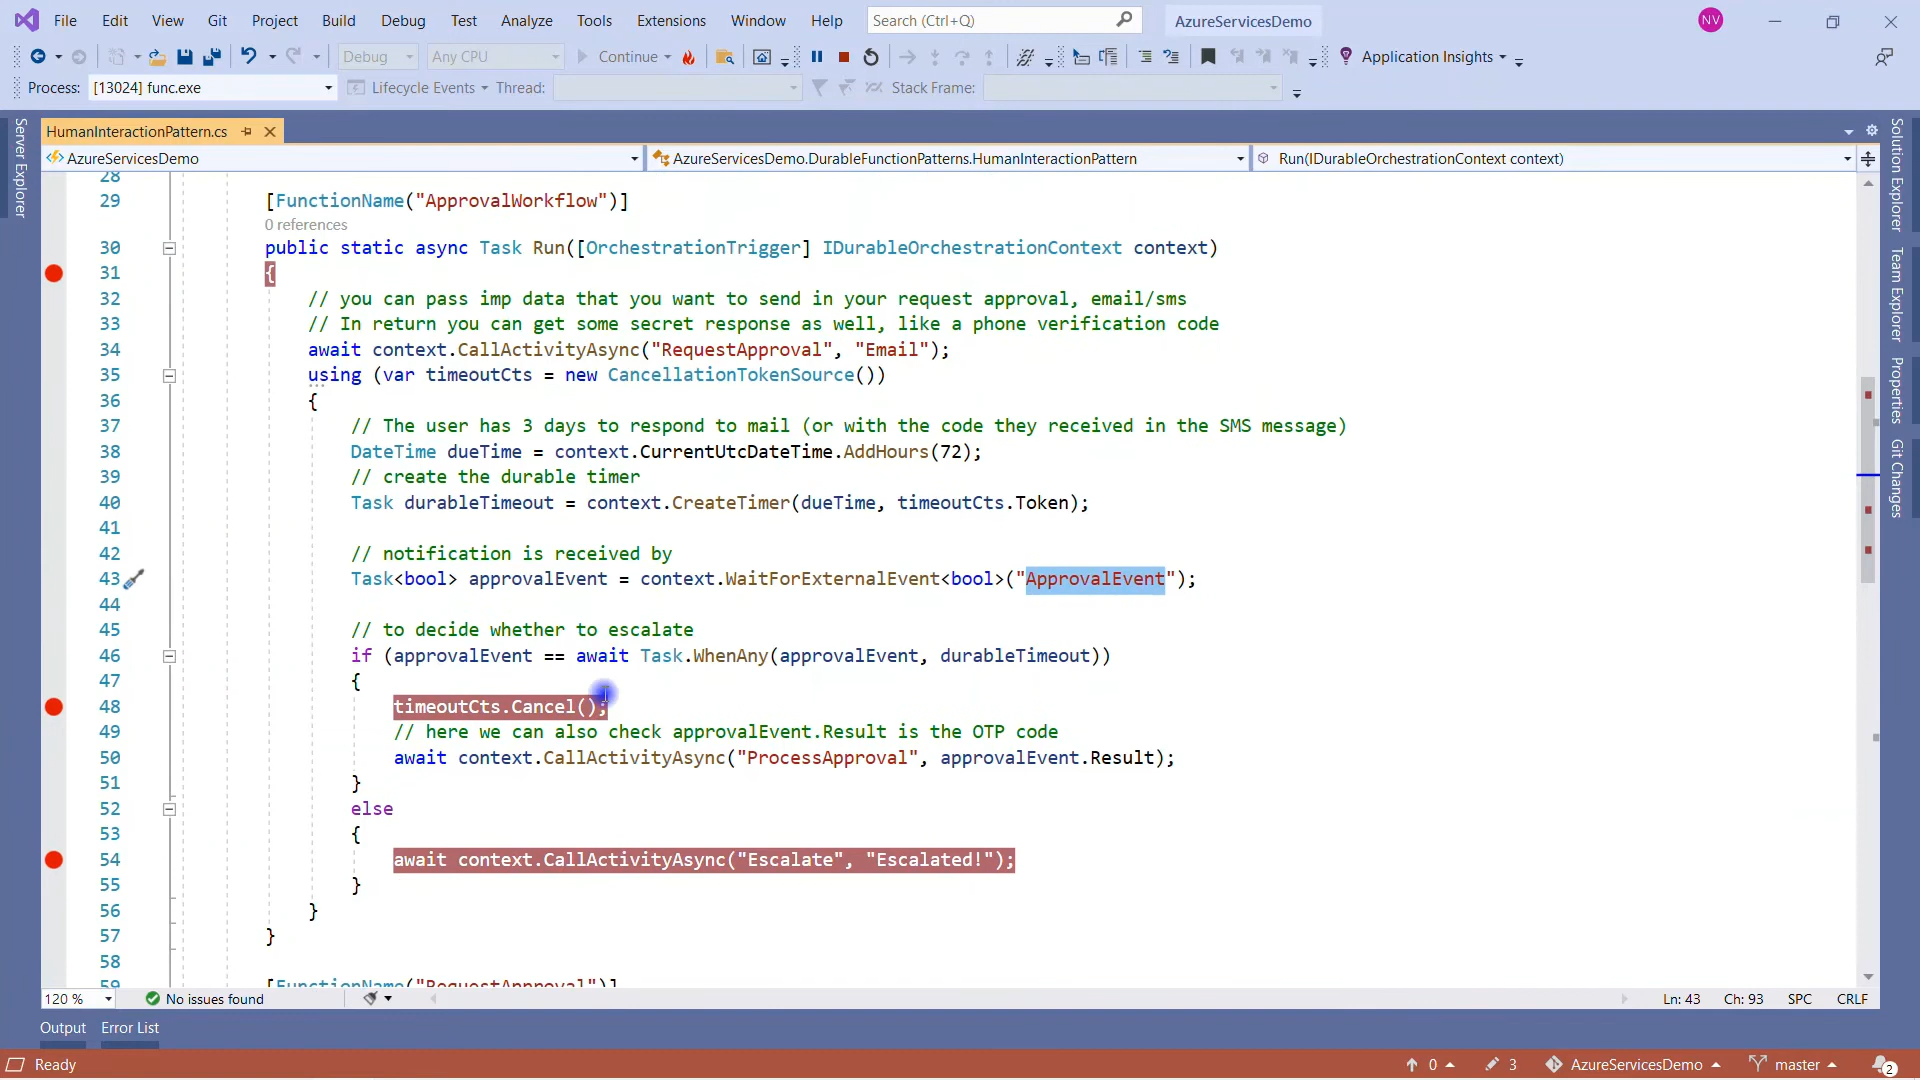 File Edit View Git Project Build Debug Test Analyze Tools Extensions Window Help Search (Ctrl+Q) AzureServicesDemo NV
Debug Any CPU Continue Application Insights
Process: [13024] func.exe Lifecycle Events Thread: Stack Frame:
Server Explorer
HumanInteractionPattern.cs
AzureServicesDemo AzureServicesDemo.DurableFunctionPatterns.HumanInteractionPattern Run(IDurableOrchestrationContext context)
28
29 [FunctionName("ApprovalWorkflow")]
0 references
30 public static async Task Run([OrchestrationTrigger] IDurableOrchestrationContext context)
31 {
32 // you can pass imp data that you want to send in your request approval, email/sms
33 // In return you can get some secret response as well, like a phone verification code
34 await context.CallActivityAsync("RequestApproval", "Email");
35 using (var timeoutCts = new CancellationTokenSource())
36 {
37 // The user has 3 days to respond to mail (or with the code they received in the SMS message)
38 DateTime dueTime = context.CurrentUtcDateTime.AddHours(72);
39 // create the durable timer
40 Task durableTimeout = context.CreateTimer(dueTime, timeoutCts.Token);
41
42 // notification is received by
43 Task<bool> approvalEvent = context.WaitForExternalEvent<bool>("ApprovalEvent");
44
45 // to decide whether to escalate
46 if (approvalEvent == await Task.WhenAny(approvalEvent, durableTimeout))
47 {
48 timeoutCts.Cancel();
49 // here we can also check approvalEvent.Result is the OTP code
50 await context.CallActivityAsync("ProcessApproval", approvalEvent.Result);
51 }
52 else
53 {
54 await context.CallActivityAsync("Escalate", "Escalated!");
55 }
56 }
57 }
58
59 [FunctionName("RequestApproval")]
Solution Explorer
Team Explorer
Properties
Git Changes
120 % No issues found Ln: 43 Ch: 93 SPC CRLF
Output Error List
Ready 0 3 AzureServicesDemo master 2